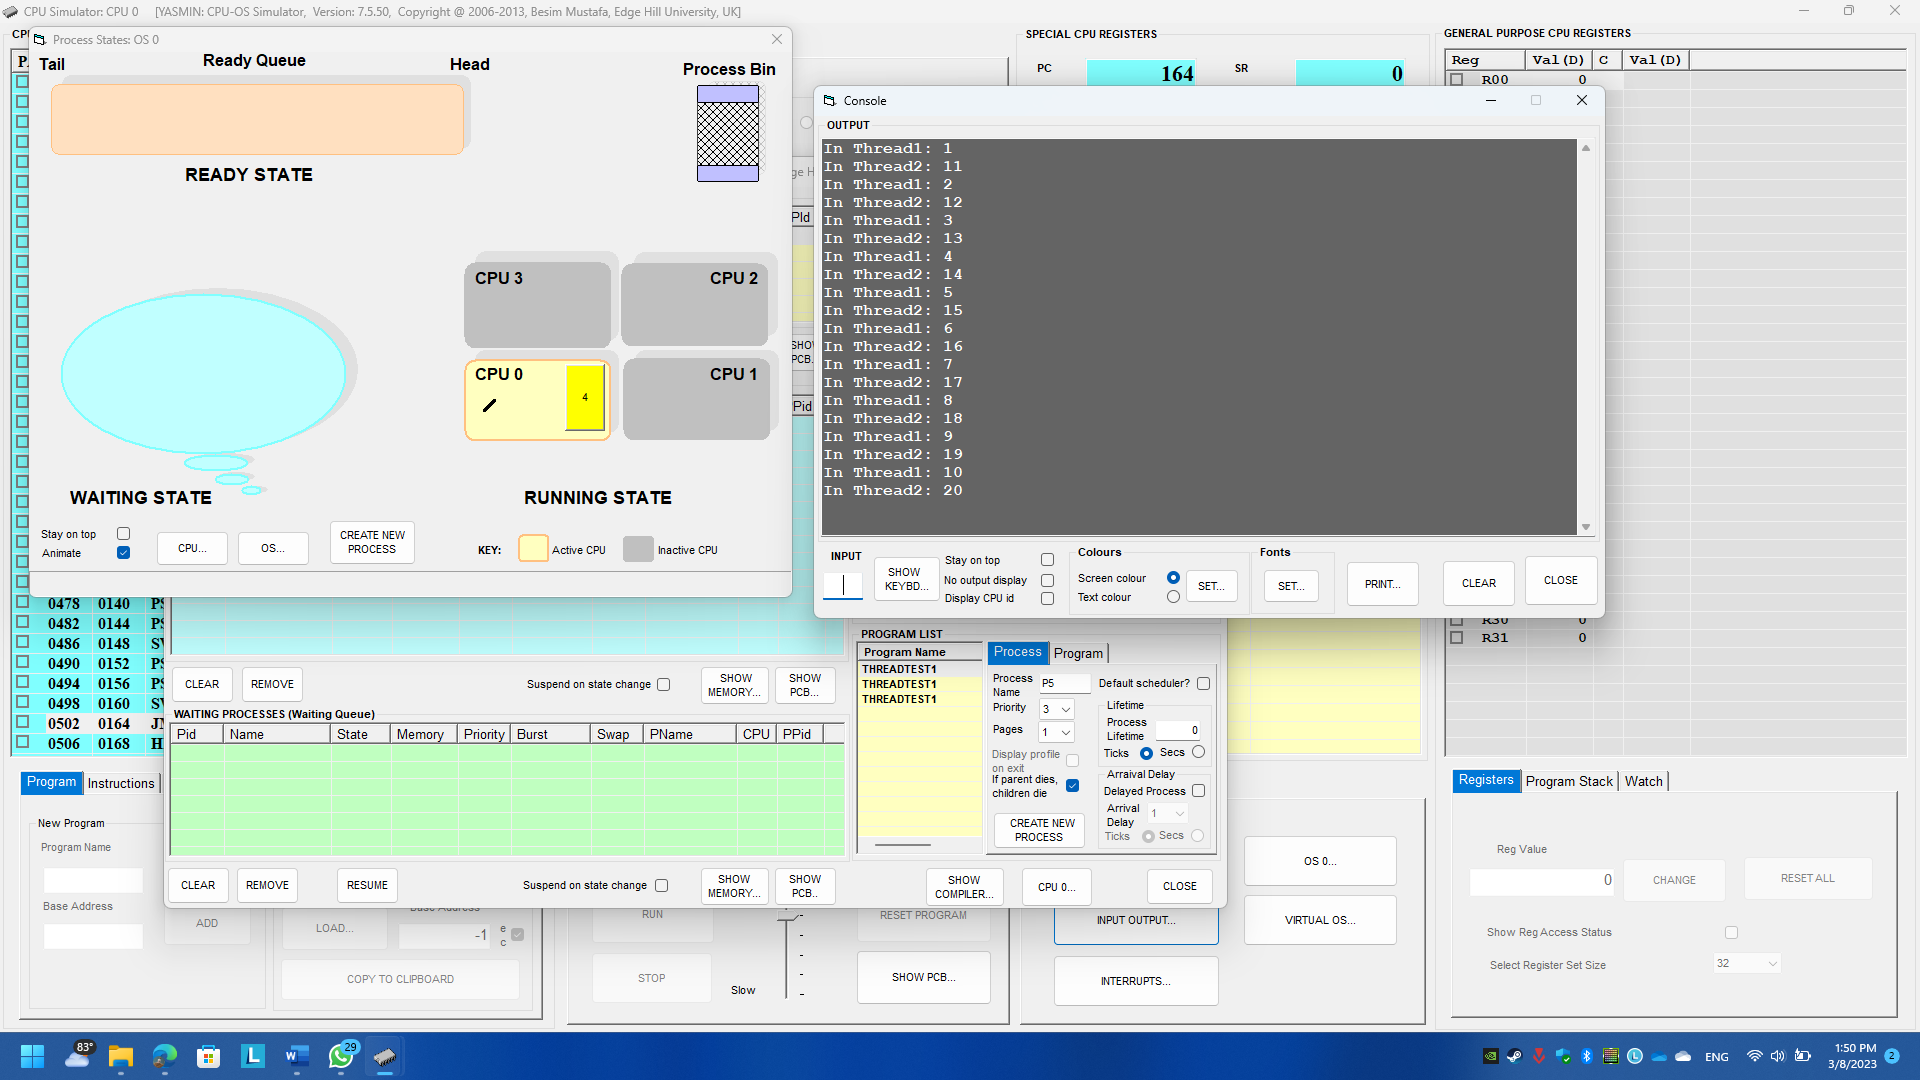 CPU Simulator: CPU 0 [YASMIN: CPU-OS Simulator, Version: 7.5.50, Copyright @ 2006-2013, Besim Mustafa, Edge Hill University, UK]
Process States: OS 0
Tail
Ready Queue
Head
Process Bin
READY STATE
CPU 3
CPU 2
CPU 0
4
CPU 1
WAITING STATE
RUNNING STATE
Stay on top
Animate
CPU...
OS...
CREATE NEW PROCESS
KEY:
Active CPU
Inactive CPU
SPECIAL CPU REGISTERS
PC
164
SR
0
GENERAL PURPOSE CPU REGISTERS
Reg Val(D) C Val(D)
R00 0
Console
OUTPUT
In Thread1: 1
In Thread2: 11
In Thread1: 2
In Thread2: 12
In Thread1: 3
In Thread2: 13
In Thread1: 4
In Thread2: 14
In Thread1: 5
In Thread2: 15
In Thread1: 6
In Thread2: 16
In Thread1: 7
In Thread2: 17
In Thread1: 8
In Thread2: 18
In Thread1: 9
In Thread2: 19
In Thread1: 10
In Thread2: 20
INPUT
SHOW KEYBD...
Stay on top
No output display
Display CPU id
Colours
Screen colour
Text colour
SET...
Fonts
SET...
PRINT...
CLEAR
CLOSE
R30 0
R31 0
PId
SHOW
PCB..
Pid
0478 0140
0482 0144
0486 0148
0490 0152
0494 0156
0498 0160
0502 0164
0506 0168
CLEAR
REMOVE
Suspend on state change
SHOW MEMORY...
SHOW PCB...
WAITING PROCESSES (Waiting Queue)
Pid Name State Memory Priority Burst Swap PName CPU PPid
CLEAR
REMOVE
RESUME
Suspend on state change
SHOW MEMORY...
SHOW PCB..
SHOW COMPILER...
CPU 0...
CLOSE
PROGRAM LIST
Program Name
THREADTEST1
THREADTEST1
THREADTEST1
Process
Program
Process Name
P5
Default scheduler?
Priority
3
Pages
1
Display profile on exit
If parent dies, children die
CREATE NEW PROCESS
Lifetime
Process Lifetime
0
Ticks
Secs
Arraival Delay
Delayed Process
Arrival Delay
1
Ticks
Secs
Program
Instructions
New Program
Program Name
Base Address
ADD
LOAD...
Base Address
-1
COPY TO CLIPBOARD
RUN
STOP
Slow
RESET PROGRAM
SHOW PCB...
INPUT OUTPUT...
INTERRUPTS...
OS 0...
VIRTUAL OS...
Registers
Program Stack
Watch
Reg Value
0
CHANGE
RESET ALL
Show Reg Access Status
Select Register Set Size
32
83°
29
ENG
1:50 PM
3/8/2023
2